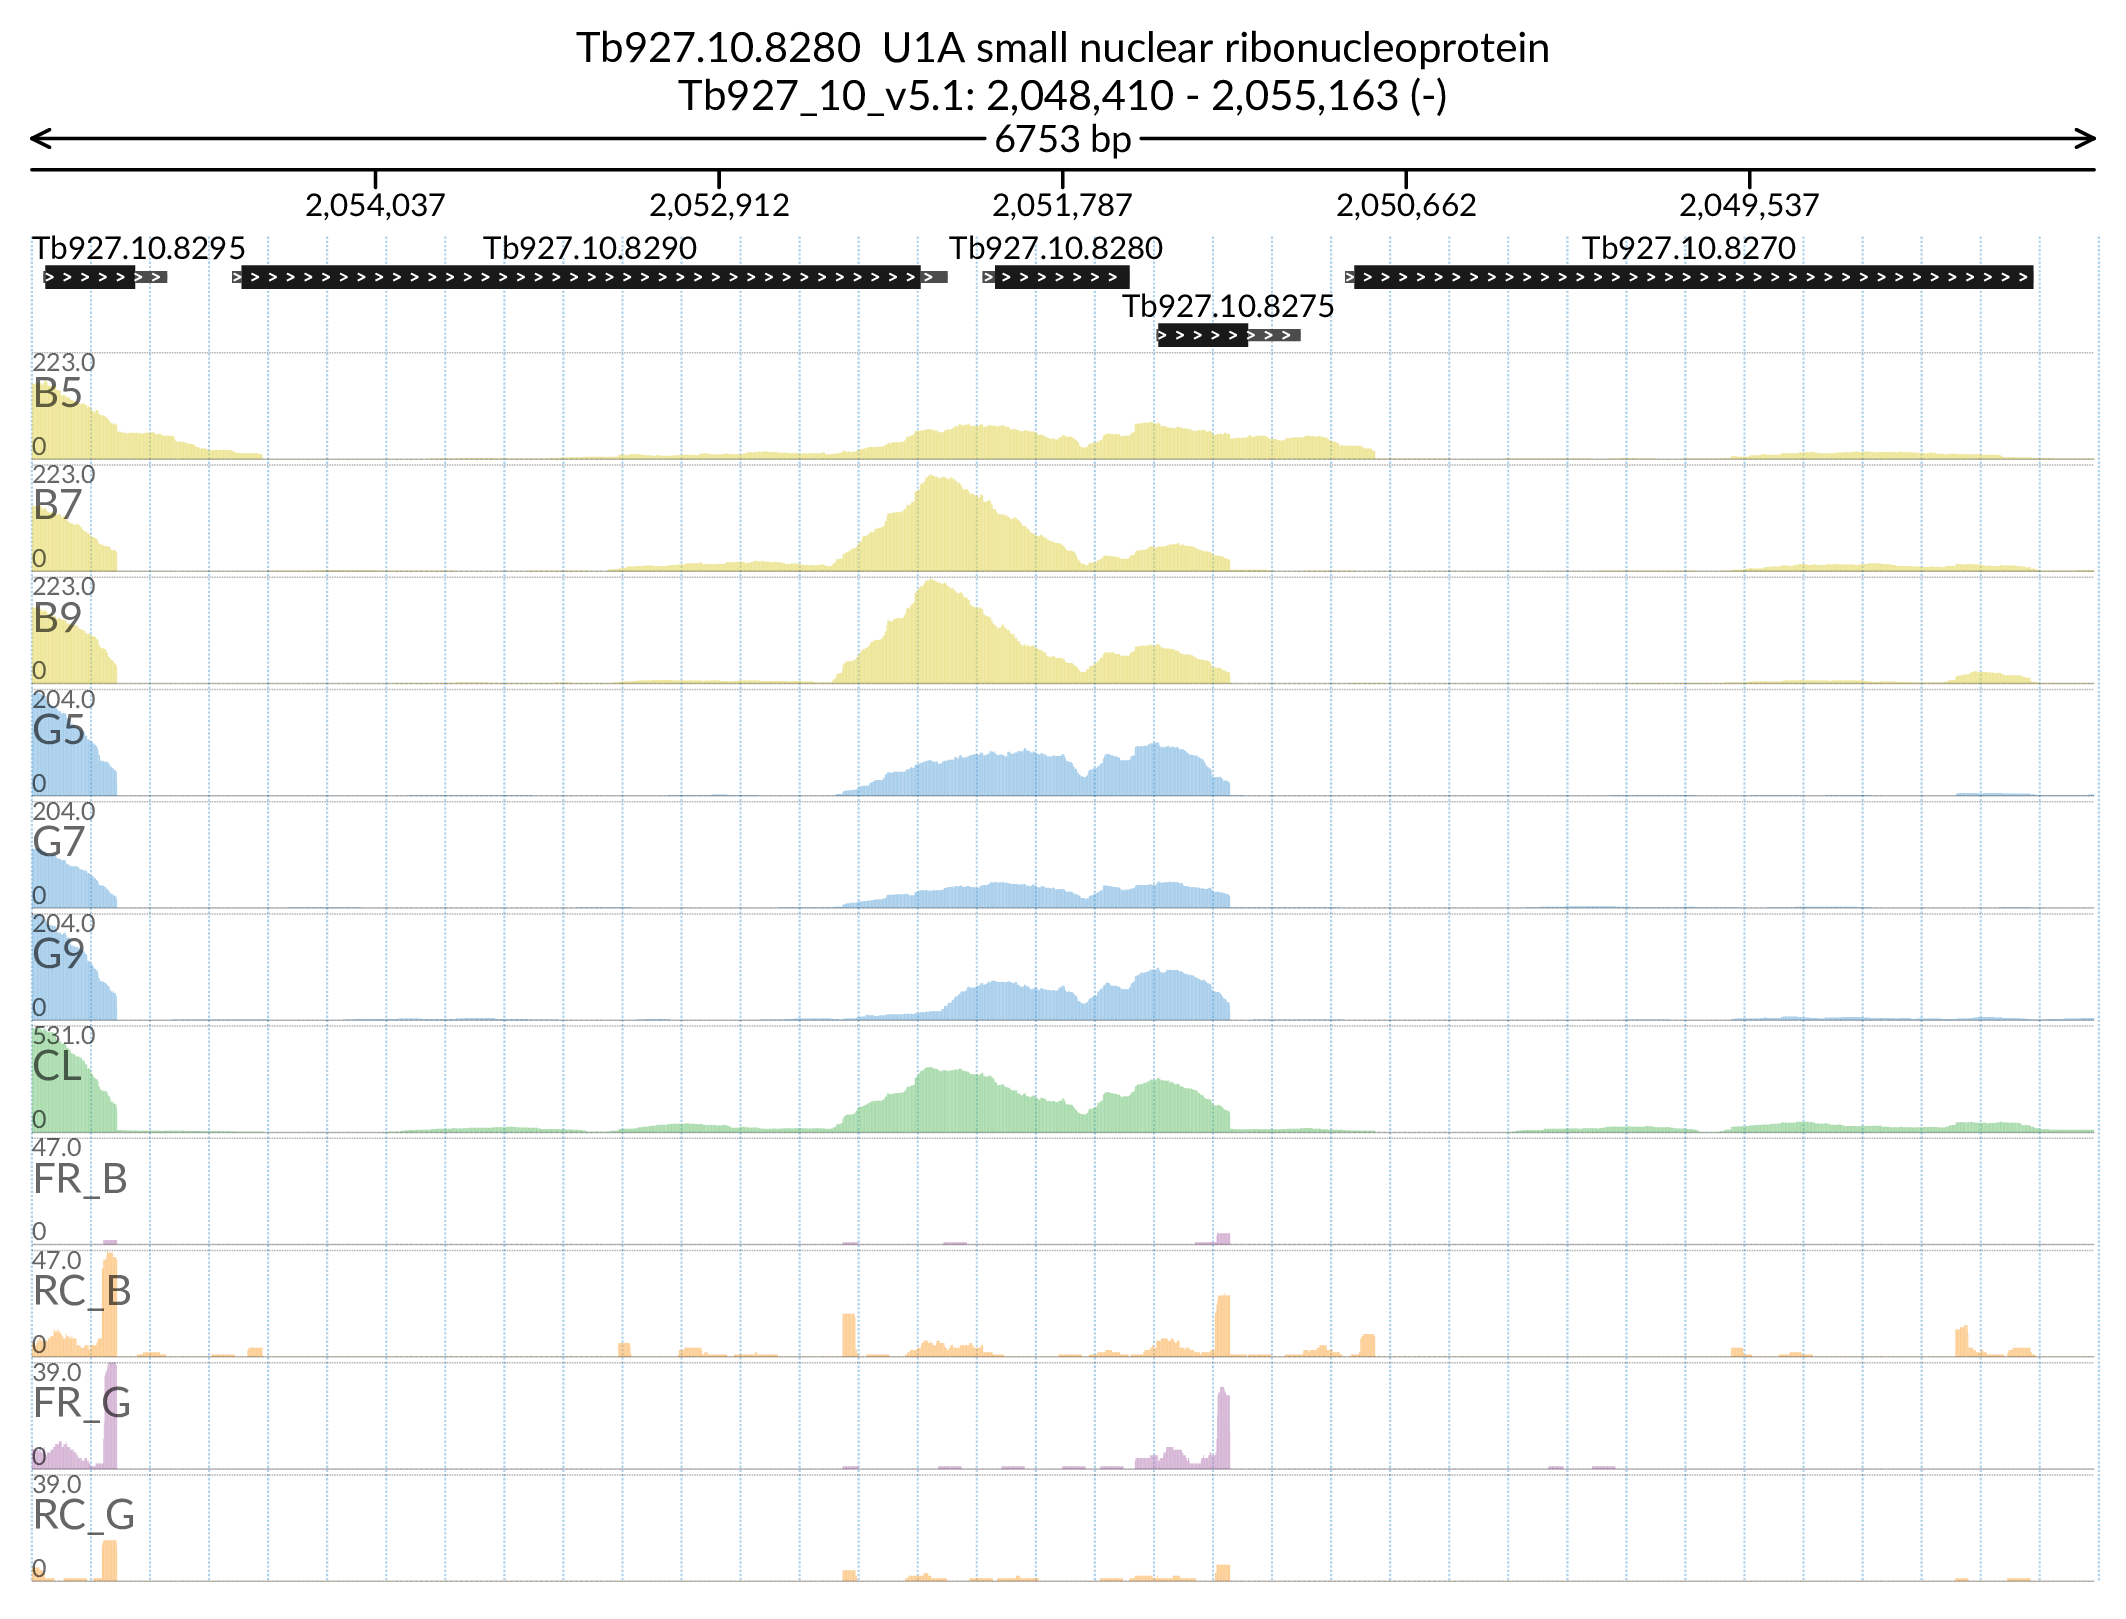 Tb927.10.8280  U1A small nuclear ribonucleoprotein
Tb927_10_v5.1: 2,048,410 - 2,055,163 (-)
6753 bp
2,054,037 2,052,912 2,051,787 2,050,662 2,049,537
Tb927.10.8295 Tb927.10.8290 Tb927.10.8280 Tb927.10.8270
Tb927.10.8275
223.0
B5
0
223.0
B7
0
223.0
B9
0
204.0
G5
0
204.0
G7
0
204.0
G9
0
531.0
CL
0
47.0
FR_B
0
47.0
RC_B
0
39.0
FR_G
0
39.0
RC_G
0